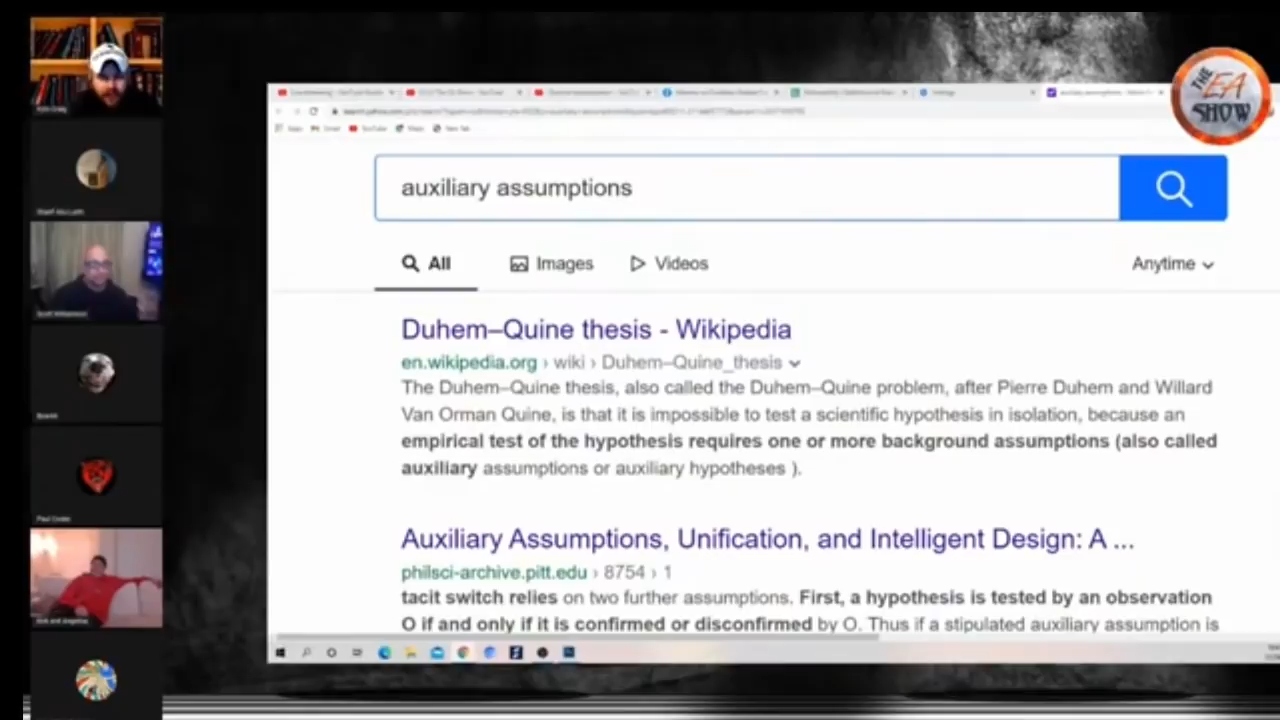 THE
EA
SHOW
auxiliary assumptions
All
Images
Videos
Anytime
Duhem–Quine thesis - Wikipedia
en.wikipedia.org › wiki › Duhem–Quine_thesis
The Duhem–Quine thesis, also called the Duhem–Quine problem, after Pierre Duhem and Willard
Van Orman Quine, is that it is impossible to test a scientific hypothesis in isolation, because an
empirical test of the hypothesis requires one or more background assumptions (also called
auxiliary assumptions or auxiliary hypotheses ).
Auxiliary Assumptions, Unification, and Intelligent Design: A ...
philsci-archive.pitt.edu › 8754 › 1
tacit switch relies on two further assumptions. First, a hypothesis is tested by an observation
O if and only if it is confirmed or disconfirmed by O. Thus if a stipulated auxiliary assumption is